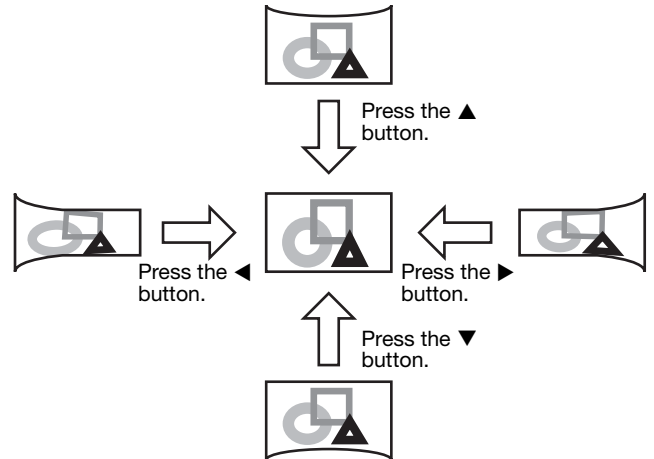 Press the ▲
button.
Press the ◀
button.
Press the ▶
button.
Press the ▼
button.